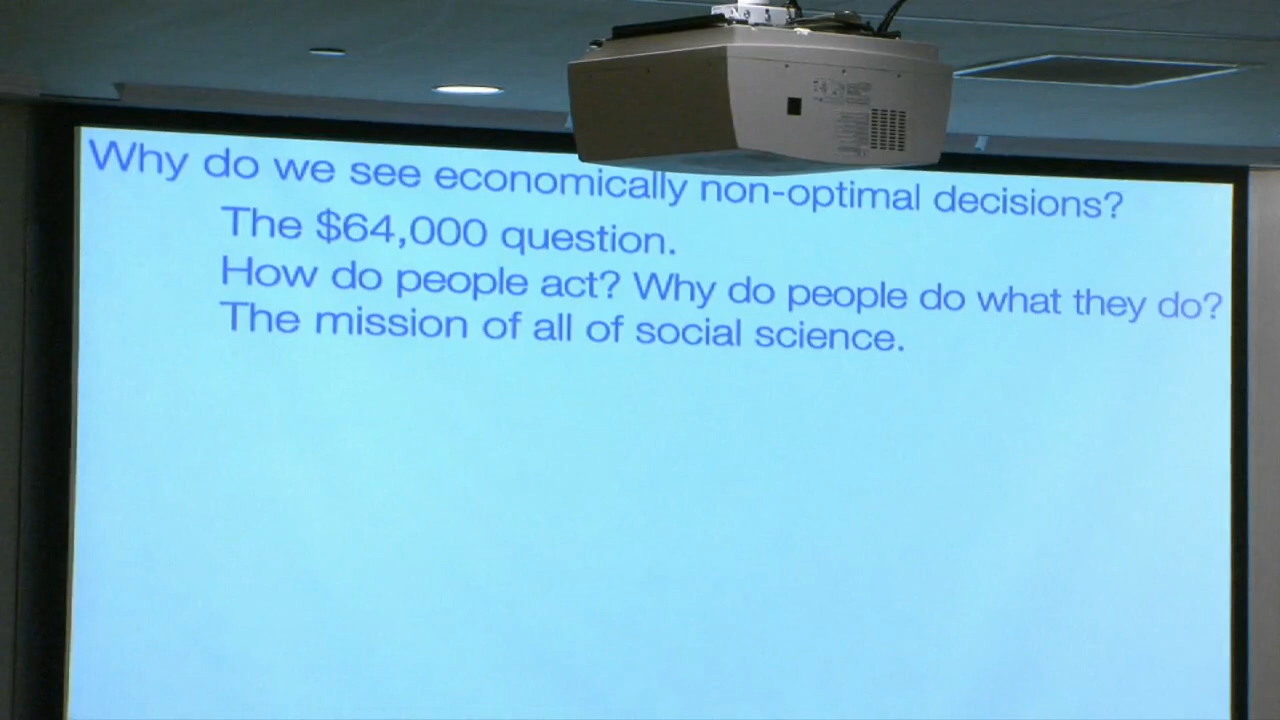 Why do we see economically non-optimal decisions?
The $64,000 question.
How do people act? Why do people do what they do?
The mission of all of social science.